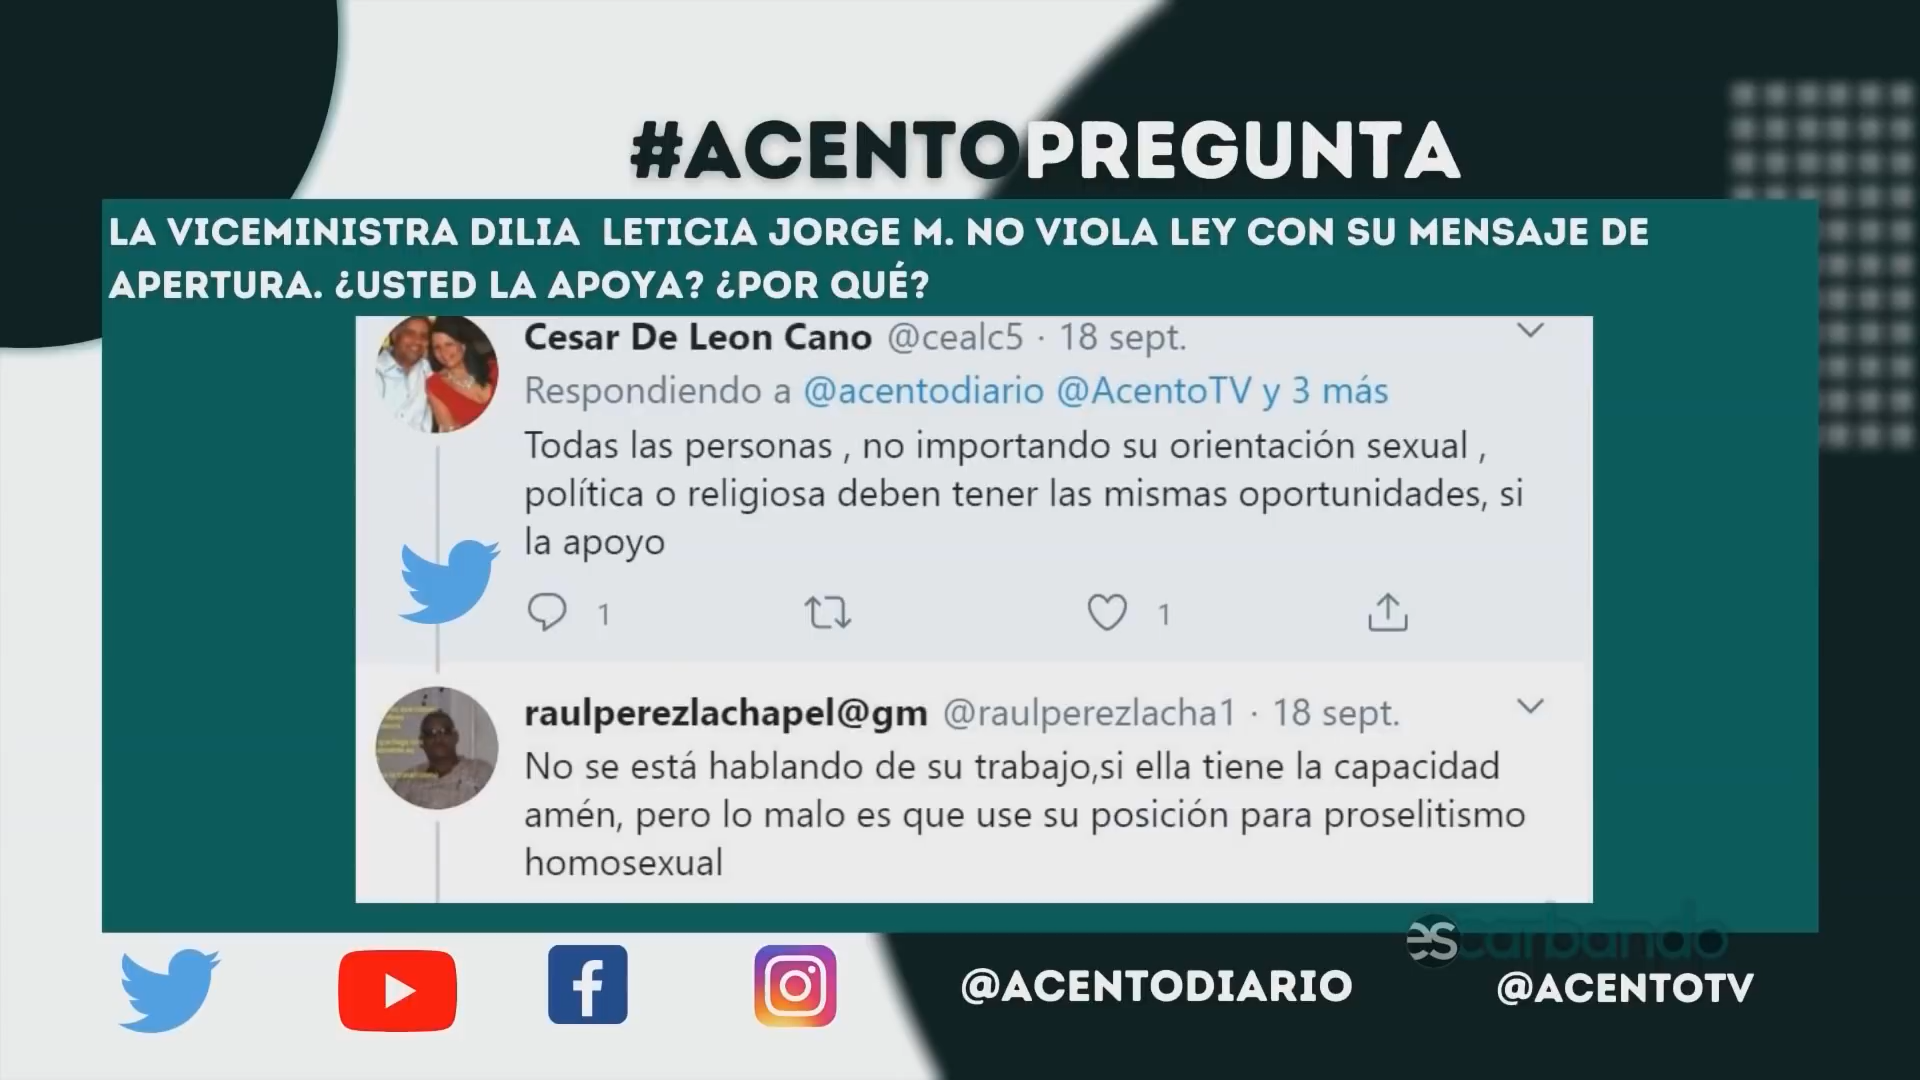 #ACENTOPREGUNTA
LA VICEMINISTRA DILIA LETICIA JORGE M. NO VIOLA LEY CON SU MENSAJE DE
APERTURA. ¿USTED LA APOYA? ¿POR QUÉ?
Cesar De Leon Cano @cealc5 · 18 sept.
Respondiendo a @acentodiario @AcentoTV y 3 más
Todas las personas , no importando su orientación sexual ,
política o religiosa deben tener las mismas oportunidades, si
la apoyo
1 1
raulperezlachapel@gm @raulperezlacha1 · 18 sept.
No se está hablando de su trabajo,si ella tiene la capacidad
amén, pero lo malo es que use su posición para proselitismo
homosexual
escarbando
@ACENTODIARIO @ACENTOTV